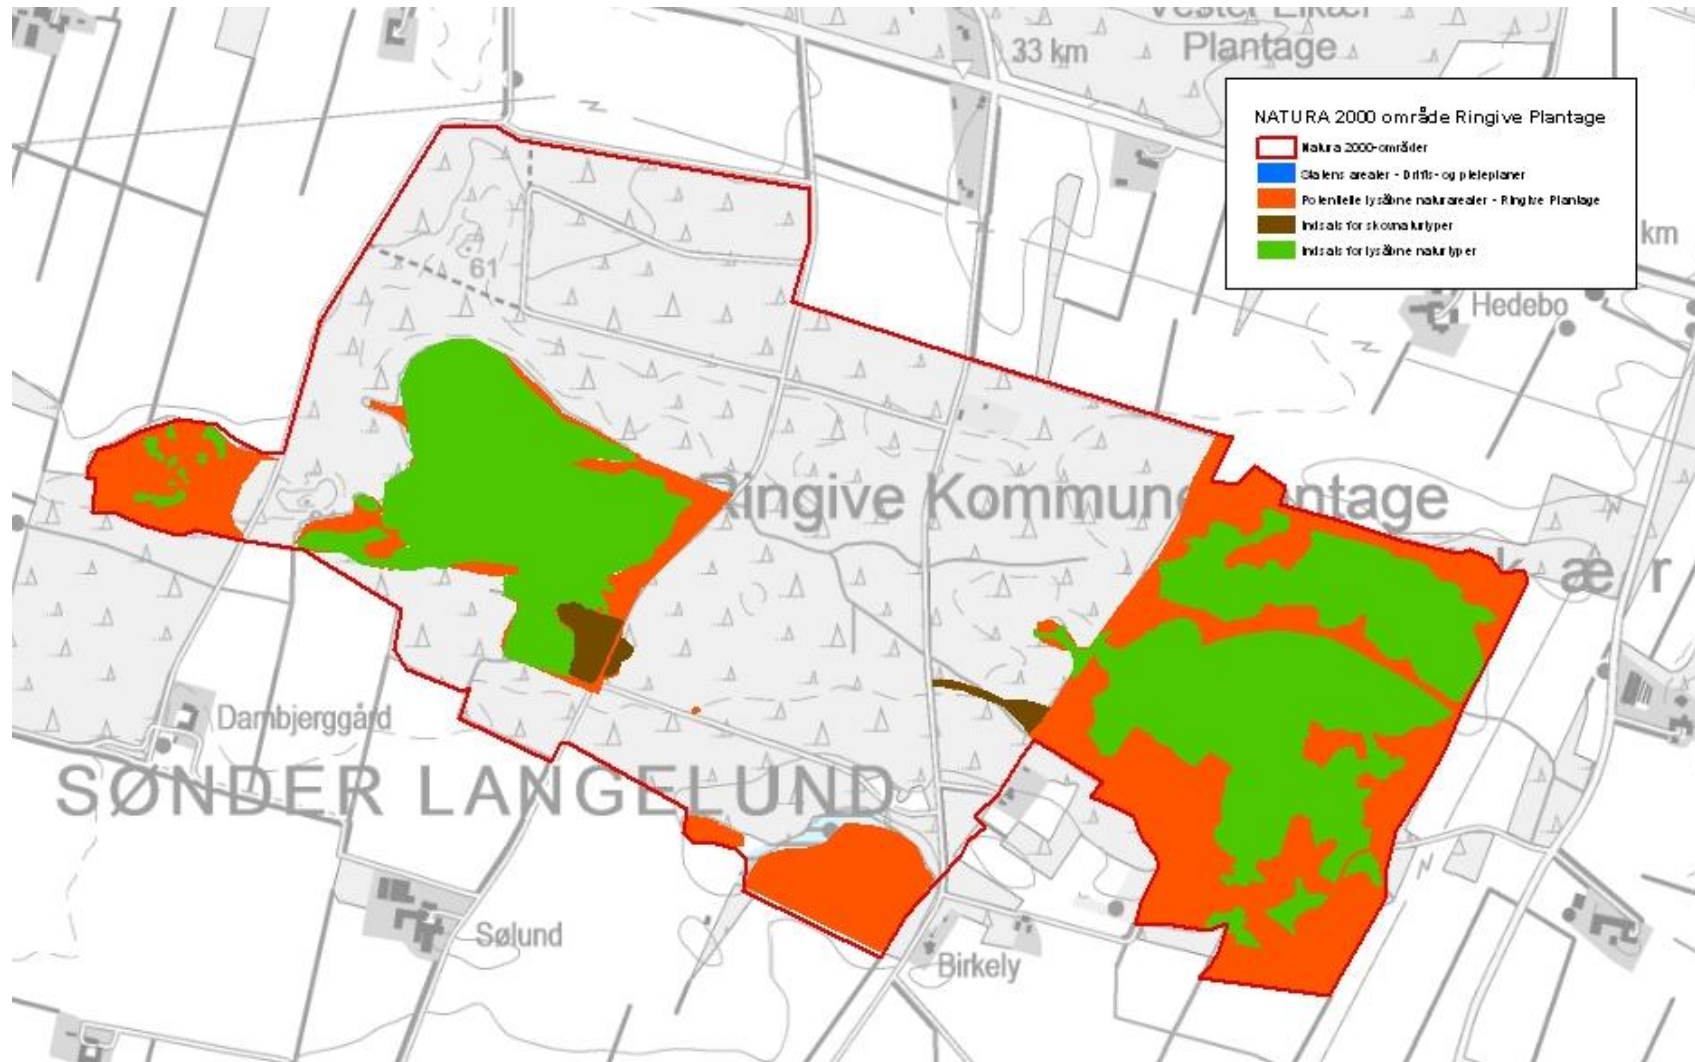 Vester Elkær
Plantage
33 km
NATURA 2000 område Ringive Plantage
Natura 2000-områder
Statens arealer - Drifts- og plejeplaner
Potentielle lysåbne naturarealer - Ringive Plantage
Indsats for skovnaturtyper
Indsats for lysåbne naturtyper
km
61
Hedebo
Ringive Kommune
k æ r
Dambjerggård
SØNDER LANGELUND
Sølund
Birkely